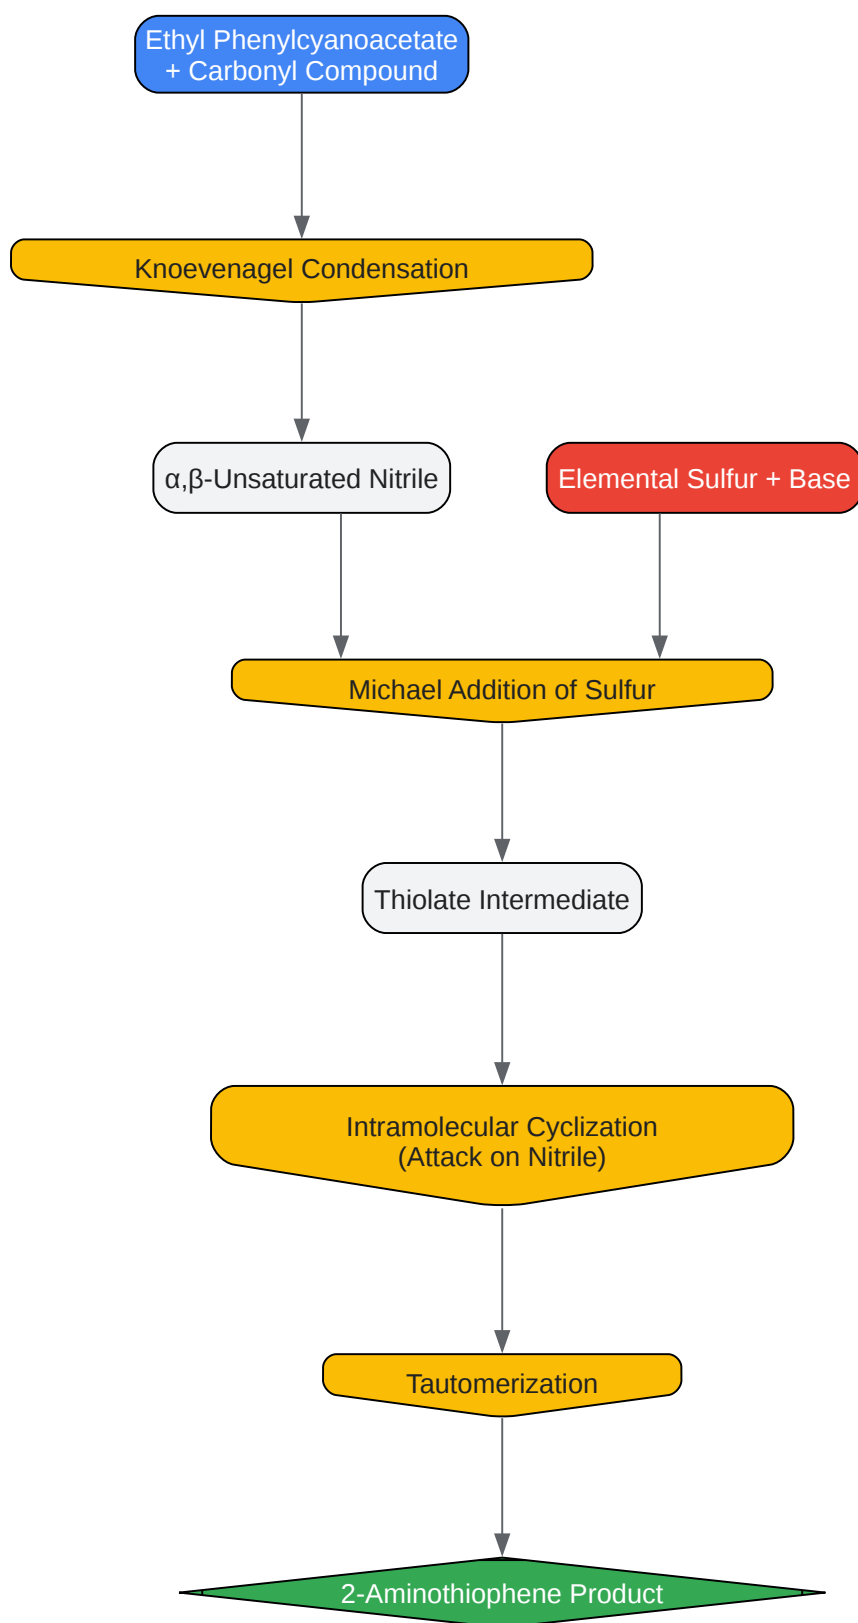 Ethyl Phenylcyanoacetate
+ Carbonyl Compound
Knoevenagel Condensation
α,β-Unsaturated Nitrile
Elemental Sulfur + Base
Michael Addition of Sulfur
Thiolate Intermediate
Intramolecular Cyclization
(Attack on Nitrile)
Tautomerization
2-Aminothiophene Product